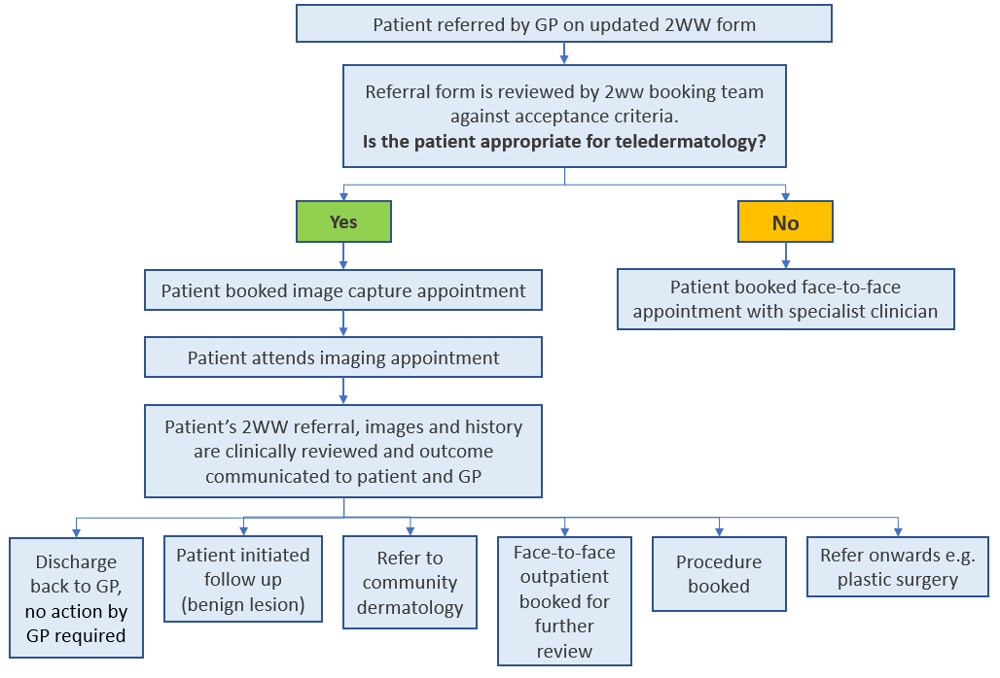 Patient referred by GP on updated 2WW form
Referral form is reviewed by 2ww booking team
against acceptance criteria.
Is the patient appropriate for teledermatology?
Yes
No
Patient booked image capture appointment
Patient booked face-to-face
appointment with specialist clinician
Patient attends imaging appointment
Patient’s 2WW referral, images and history
are clinically reviewed and outcome
communicated to patient and GP
Discharge
back to GP,
no action by
GP required
Patient initiated
follow up
(benign lesion)
Refer to
community
dermatology
Face-to-face
outpatient
booked for
further
review
Procedure
booked
Refer onwards e.g.
plastic surgery